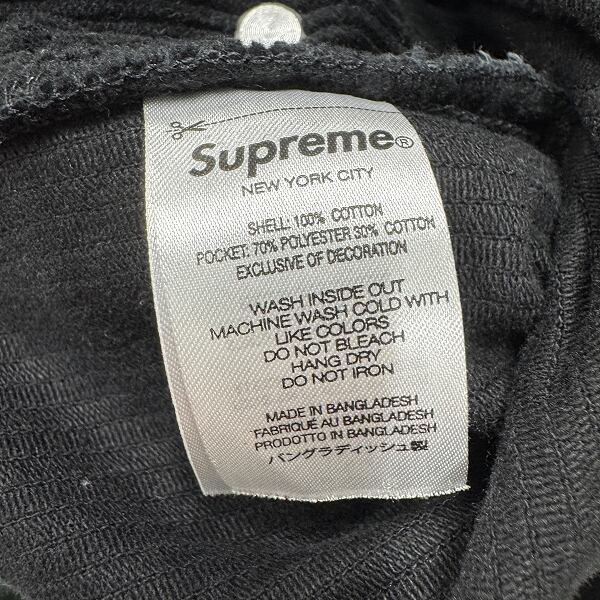 Supreme®
NEW YORK CITY
SHELL: 100% COTTON
POCKET: 70% POLYESTER 30% COTTON
EXCLUSIVE OF DECORATION
WASH INSIDE OUT
MACHINE WASH COLD WITH
LIKE COLORS
DO NOT BLEACH
HANG DRY
DO NOT IRON
MADE IN BANGLADESH
FABRIQUÉ AU BANGLADESH
PRODOTTO IN BANGLADESH
バングラディッシュ製